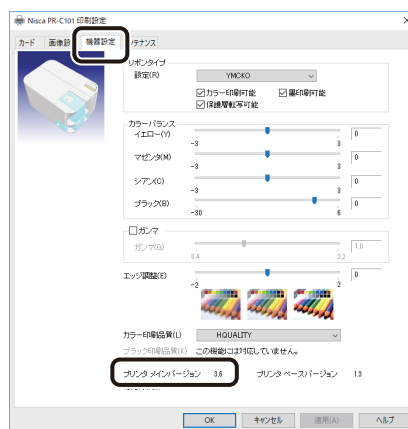 Nisca PR-C101 印刷設定
カード 画像設 機器設定 テナンス
リボンタイプ
設定(R) YMCKO
カラー印刷可能 墨印刷可能
保護層転写可能
カラーバランス
イエロー(Y) 0
-3 3
マゼンタ(M) 0
-3 3
シアン(C) 0
-3 3
ブラック(B) 0
-30 6
ガンマ
ガンマ(G) 1.0
0.4 2.2
エッジ調整(E) 0
-2 2
カラー印刷品質(L) HQUALITY
ブラック印刷品質(K) この機能には対応していません。
プリンタ メインバージョン 3.6 プリンタ ベースバージョン 1.3
OK キャンセル 適用(A) ヘルプ